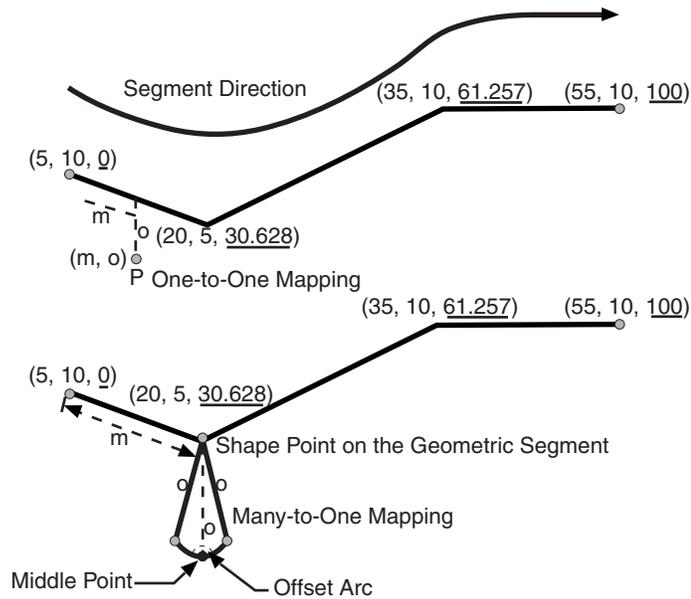 Segment Direction
(35, 10, 61.257) (55, 10, 100)
(5, 10, 0)
m
o (20, 5, 30.628)
(m, o)
P One-to-One Mapping
(35, 10, 61.257) (55, 10, 100)
(5, 10, 0) (20, 5, 30.628)
m
Shape Point on the Geometric Segment
o o
o Many-to-One Mapping
Middle Point Offset Arc